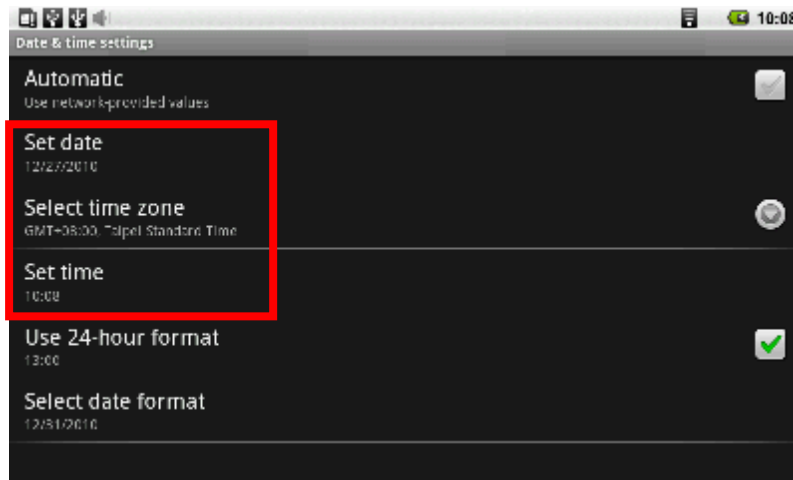 10:08
Date & time settings
Automatic
Use network-provided values
Set date
12/27/2010
Select time zone
GMT+08:00, Taipei Standard Time
Set time
10:08
Use 24-hour format
13:00
Select date format
12/31/2010